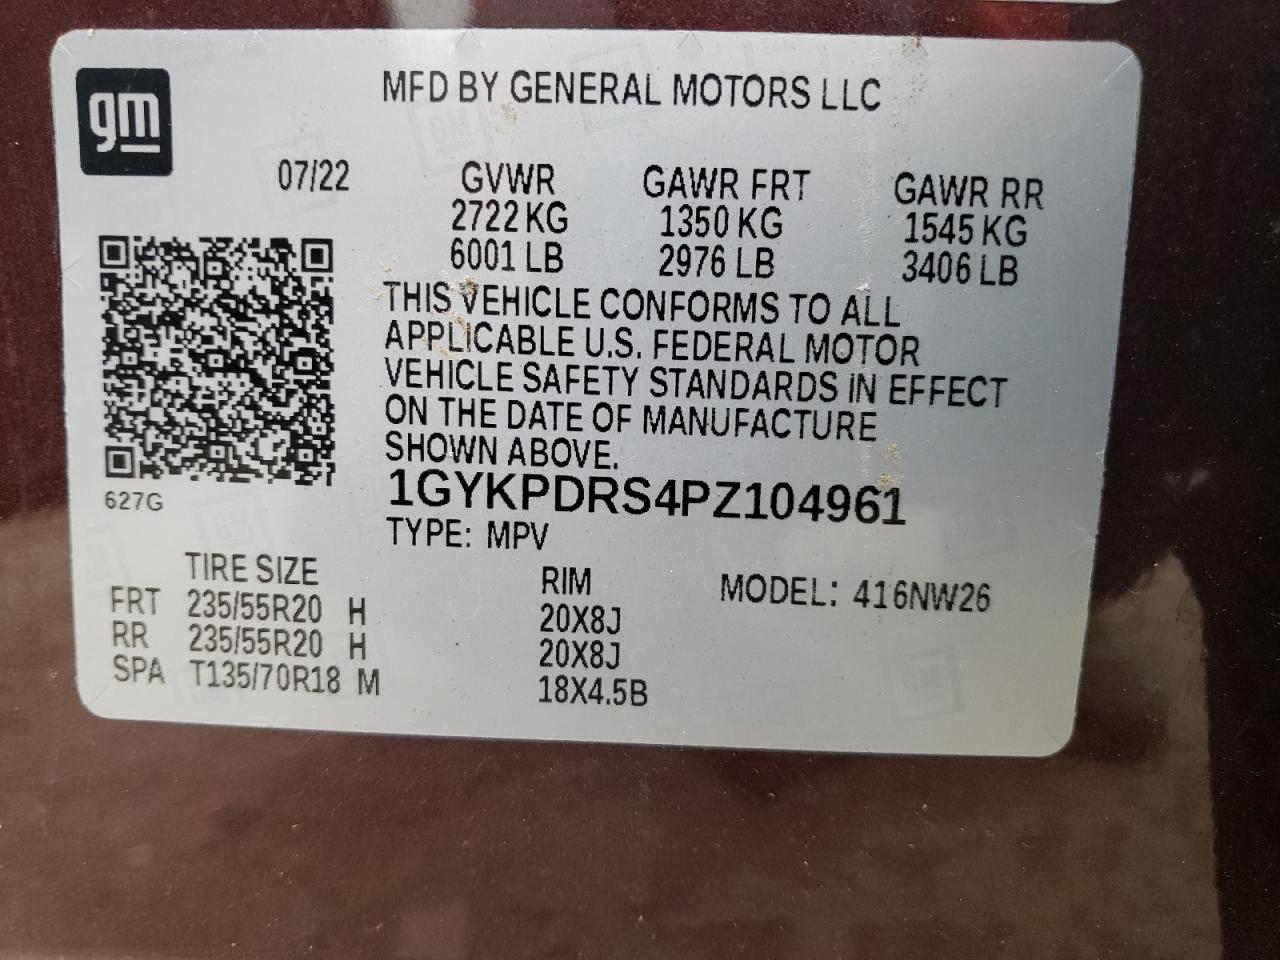 gm
MFD BY GENERAL MOTORS LLC
07/22 GVWR GAWR FRT GAWR RR
2722 KG 1350 KG 1545 KG
6001 LB 2976 LB 3406 LB
THIS VEHICLE CONFORMS TO ALL
APPLICABLE U.S. FEDERAL MOTOR
VEHICLE SAFETY STANDARDS IN EFFECT
ON THE DATE OF MANUFACTURE
SHOWN ABOVE.
627G
1GYKPDRS4PZ104961
TYPE: MPV
TIRE SIZE RIM MODEL: 416NW26
FRT 235/55R20 H 20X8J
RR 235/55R20 H 20X8J
SPA T135/70R18 M 18X4.5B